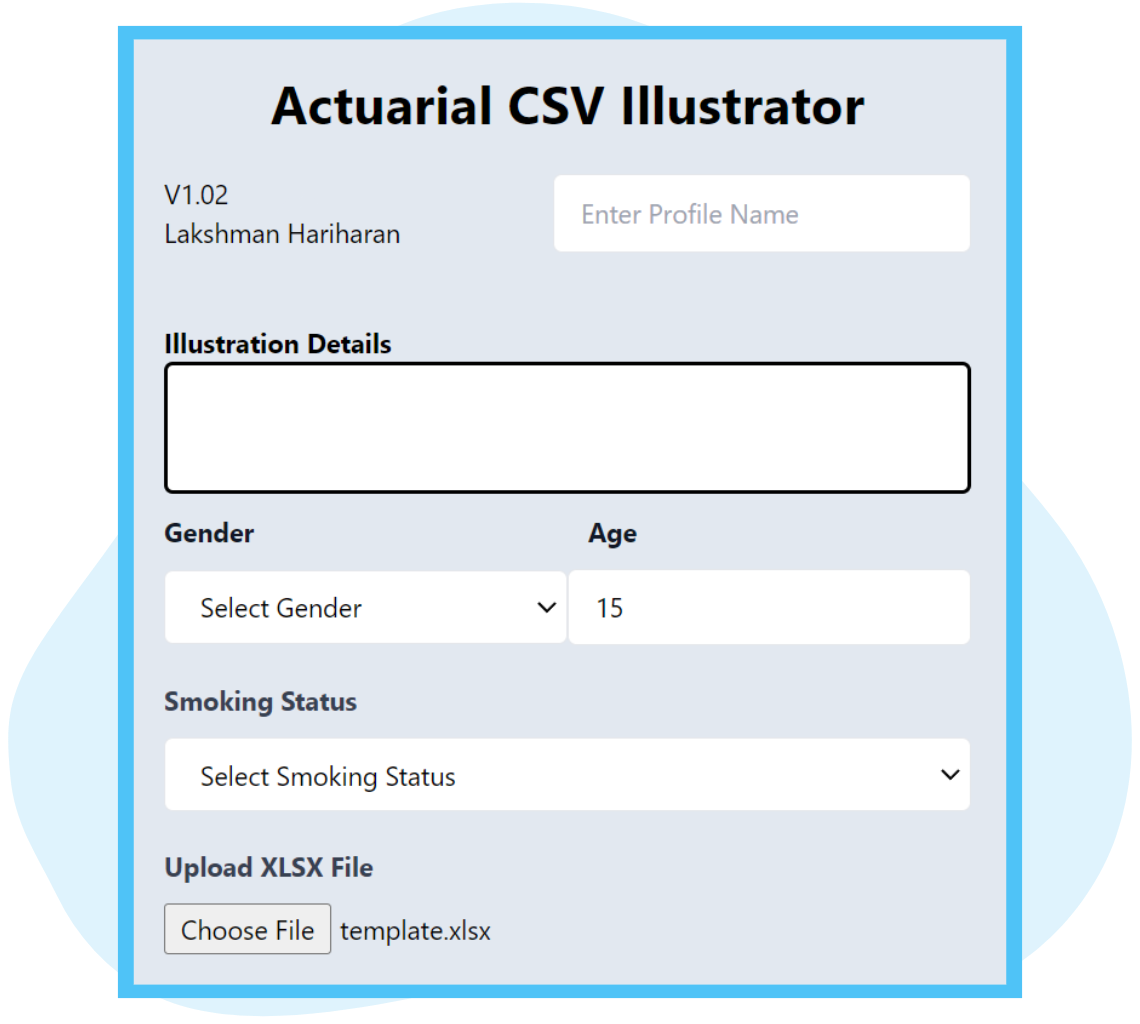 Actuarial CSV Illustrator
V1.02
Lakshman Hariharan
Enter Profile Name
Illustration Details
Gender
Age
Select Gender
15
Smoking Status
Select Smoking Status
Upload XLSX File
Choose File template.xlsx